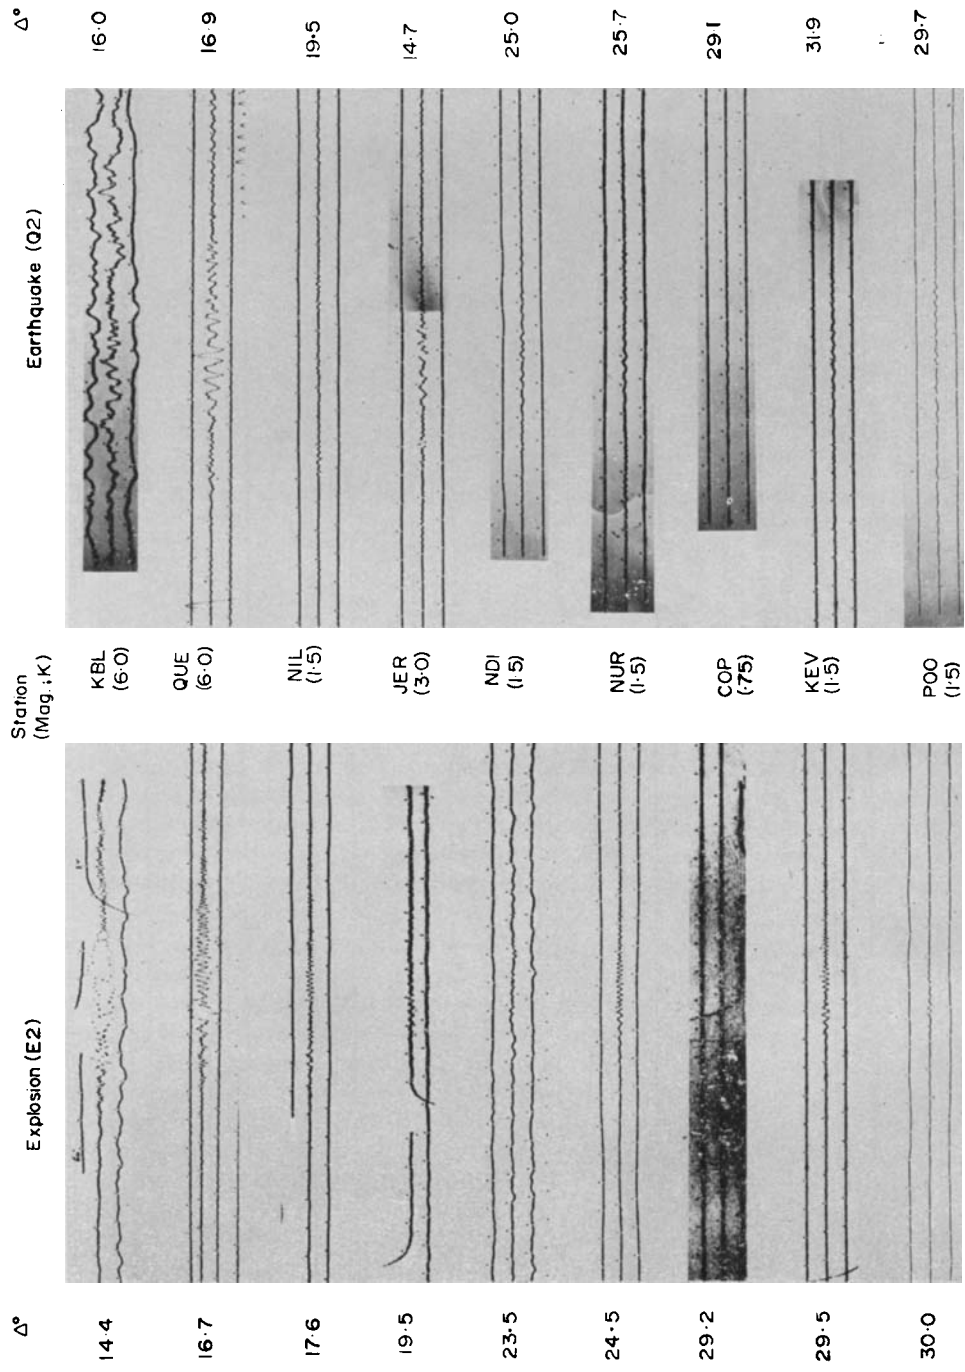 Δ° 16·0 16·9 19·5 14·7 25·0 25·7 29·1 31·9 29·7
Earthquake (Q2)
Station
(Mag.,K)
KBL
(6·0)
QUE
(6·0)
NIL
(1·5)
JER
(3·0)
NDI
(1·5)
NUR
(1·5)
COP
(·75)
KEV
(1·5)
POO
(1·5)
Explosion (E2)
Δ° 14·4 16·7 17·6 19·5 23·5 24·5 29·2 29·5 30·0